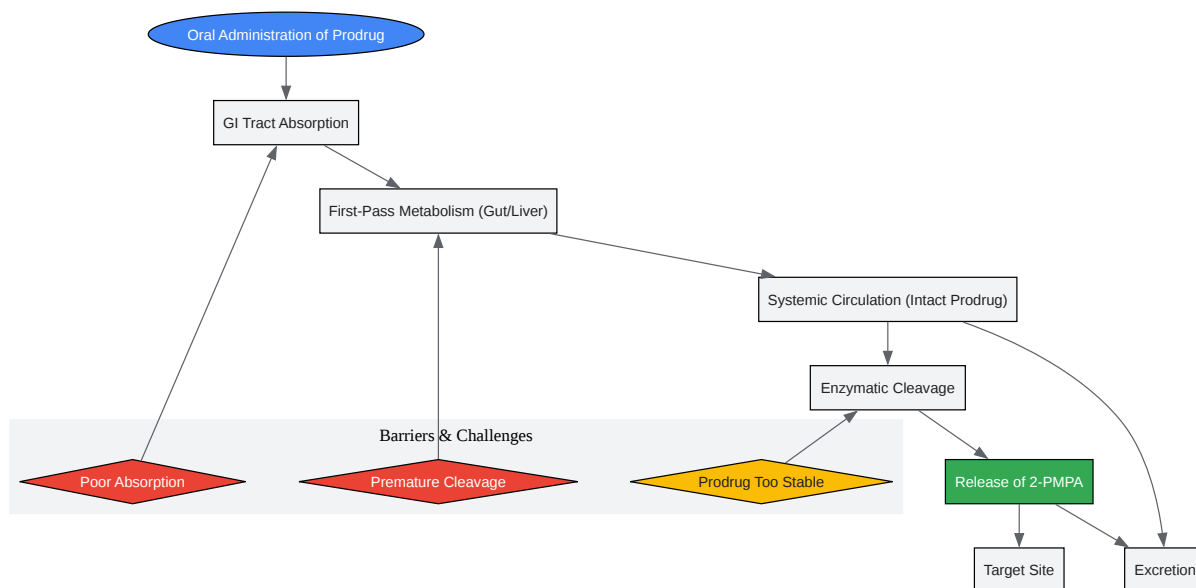 Oral Administration of Prodrug
GI Tract Absorption
First-Pass Metabolism (Gut/Liver)
Systemic Circulation (Intact Prodrug)
Enzymatic Cleavage
Barriers & Challenges
Poor Absorption
Premature Cleavage
Prodrug Too Stable
Release of 2-PMPA
Target Site
Excretion